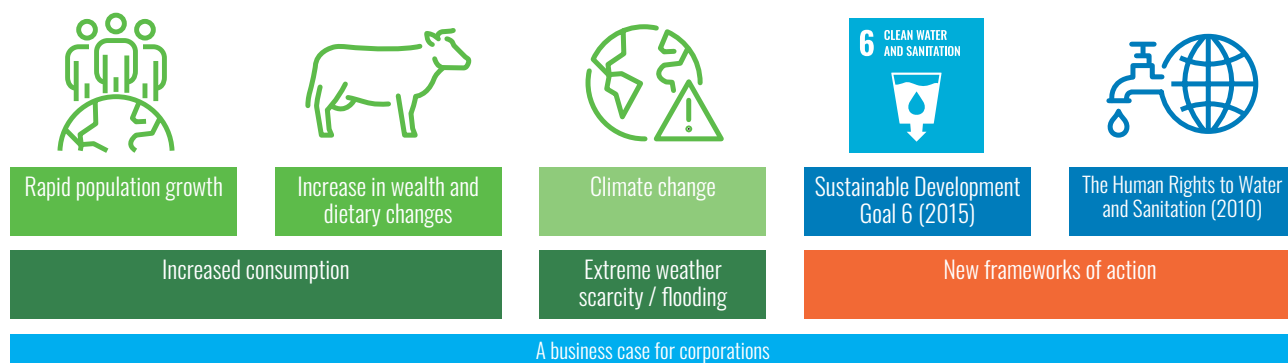 6 CLEAN WATER
AND SANITATION
Rapid population growth
Increase in wealth and
dietary changes
Climate change
Sustainable Development
Goal 6 (2015)
The Human Rights to Water
and Sanitation (2010)
Increased consumption
Extreme weather
scarcity / flooding
New frameworks of action
A business case for corporations